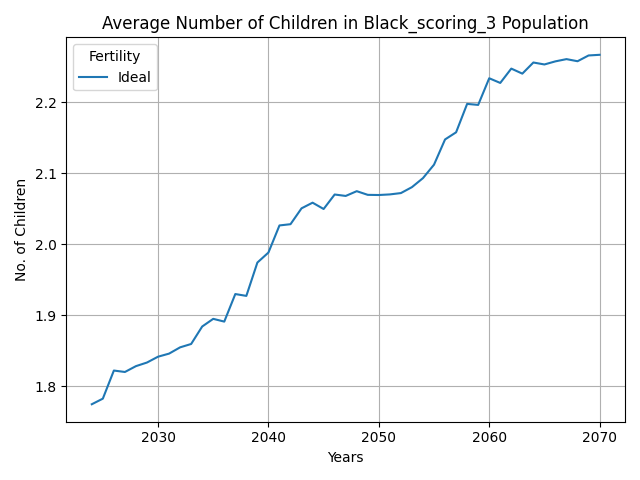 Average Number of Children in Black_scoring_3 Population
Fertility
Ideal
No. of Children
2.2
2.1
2.0
1.9
1.8
2030 2040 2050 2060 2070
Years